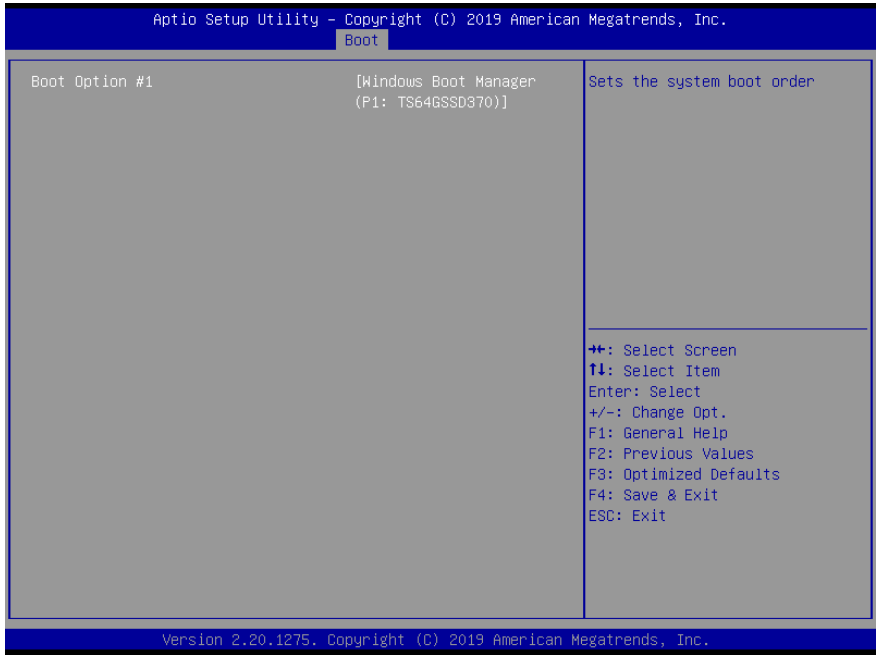 Aptio Setup Utility – Copyright (C) 2019 American Megatrends, Inc.
Boot
Boot Option #1 [Windows Boot Manager
(P1: TS64GSSD370)]
Sets the system boot order
→←: Select Screen
↑↓: Select Item
Enter: Select
+/-: Change Opt.
F1: General Help
F2: Previous Values
F3: Optimized Defaults
F4: Save & Exit
ESC: Exit
Version 2.20.1275. Copyright (C) 2019 American Megatrends, Inc.